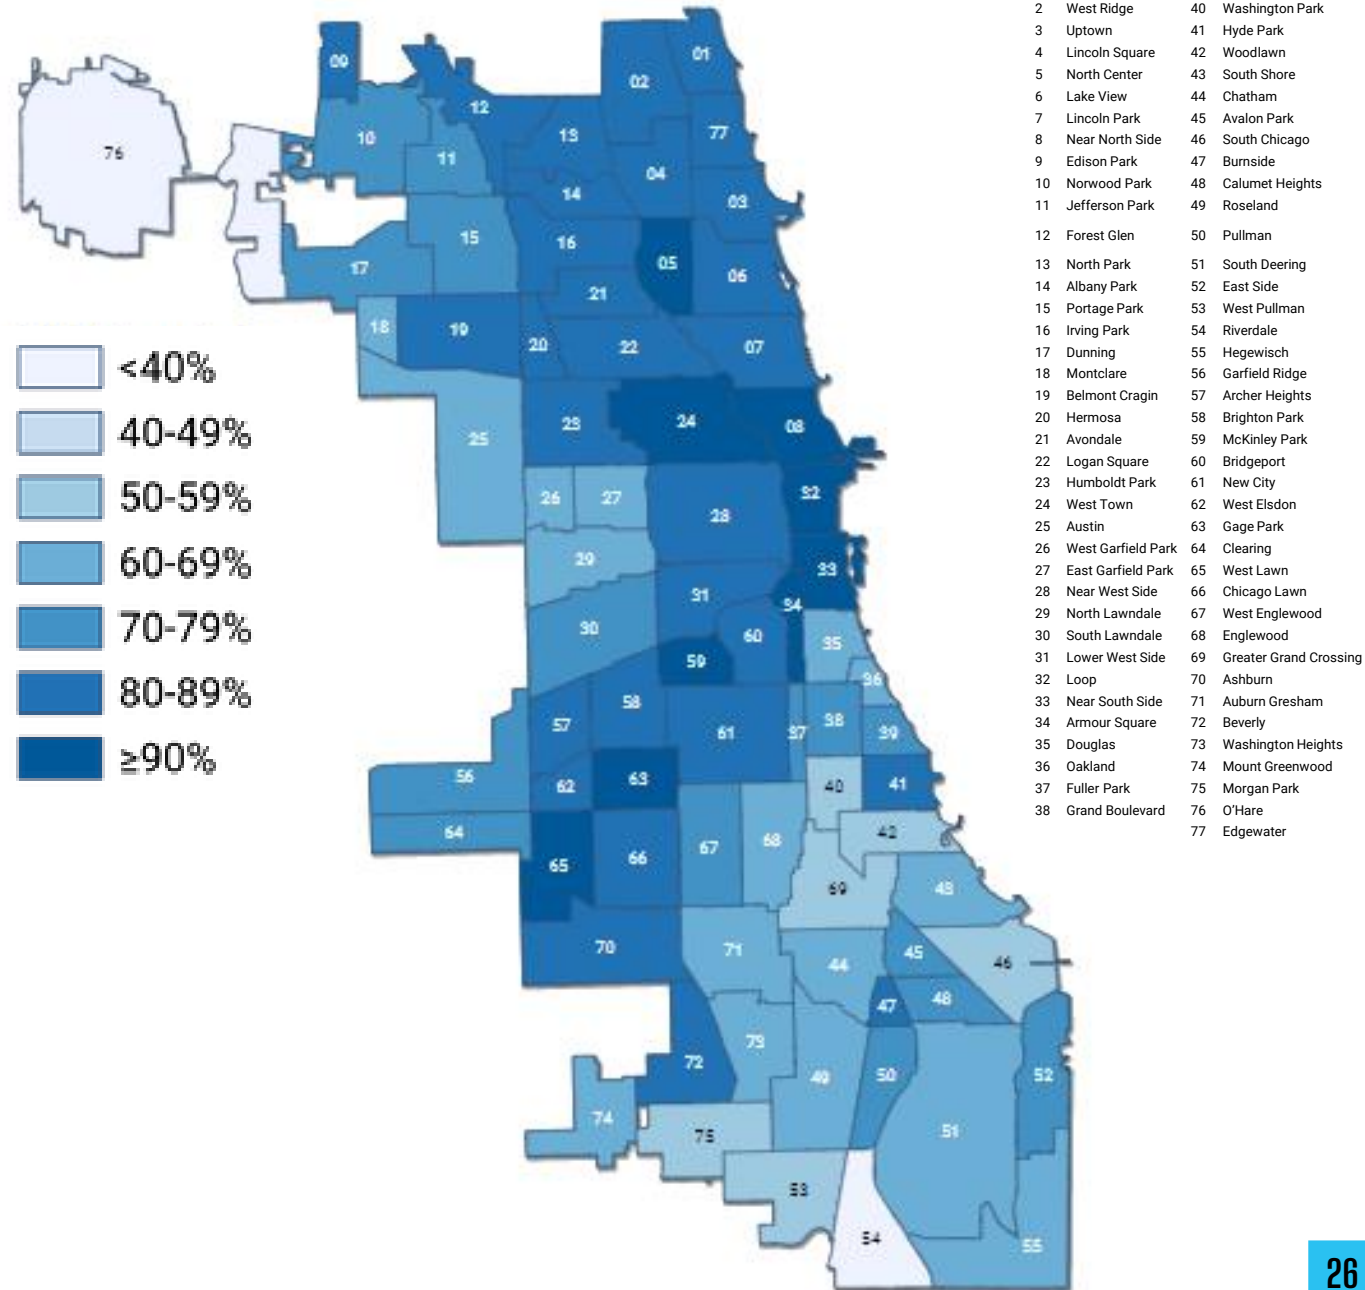 2 West Ridge 40 Washington Park
3 Uptown 41 Hyde Park
4 Lincoln Square 42 Woodlawn
5 North Center 43 South Shore
6 Lake View 44 Chatham
7 Lincoln Park 45 Avalon Park
8 Near North Side 46 South Chicago
9 Edison Park 47 Burnside
10 Norwood Park 48 Calumet Heights
11 Jefferson Park 49 Roseland
12 Forest Glen 50 Pullman
13 North Park 51 South Deering
14 Albany Park 52 East Side
15 Portage Park 53 West Pullman
16 Irving Park 54 Riverdale
17 Dunning 55 Hegewisch
18 Montclare 56 Garfield Ridge
19 Belmont Cragin 57 Archer Heights
20 Hermosa 58 Brighton Park
21 Avondale 59 McKinley Park
22 Logan Square 60 Bridgeport
23 Humboldt Park 61 New City
24 West Town 62 West Elsdon
25 Austin 63 Gage Park
26 West Garfield Park 64 Clearing
27 East Garfield Park 65 West Lawn
28 Near West Side 66 Chicago Lawn
29 North Lawndale 67 West Englewood
30 South Lawndale 68 Englewood
31 Lower West Side 69 Greater Grand Crossing
32 Loop 70 Ashburn
33 Near South Side 71 Auburn Gresham
34 Armour Square 72 Beverly
35 Douglas 73 Washington Heights
36 Oakland 74 Mount Greenwood
37 Fuller Park 75 Morgan Park
38 Grand Boulevard 76 O'Hare
77 Edgewater
<40%
40-49%
50-59%
60-69%
70-79%
80-89%
≥90%
01
09
02
12
77
13
10
76
11
04
14
03
15
16
05
17
06
21
18
19
20
22
07
23
24
08
25
32
26
27
28
29
33
31
34
30
60
35
59
36
58
38
57
61
37
39
56
63
62
40
41
64
42
67
68
66
65
69
43
70
71
45
44
46
48
47
73
72
49
50
52
74
51
75
53
54
55
26